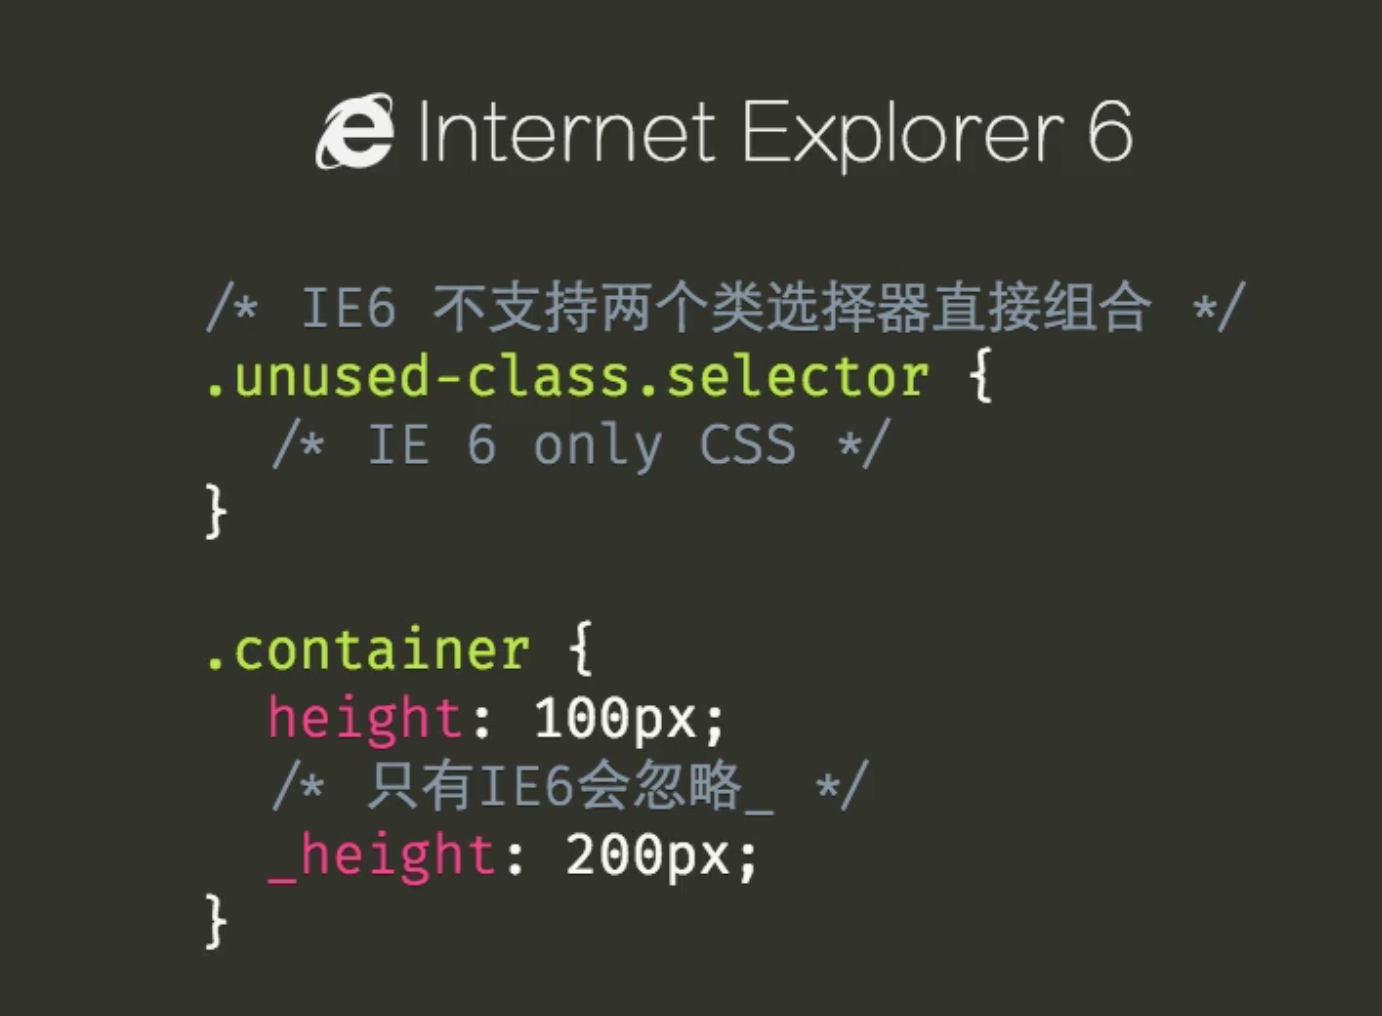 Internet Explorer 6
/* IE6 不支持两个类选择器直接组合 */
.unused-class.selector {
/* IE 6 only CSS */
}
.container {
height: 100px;
/* 只有IE6会忽略_ */
_height: 200px;
}